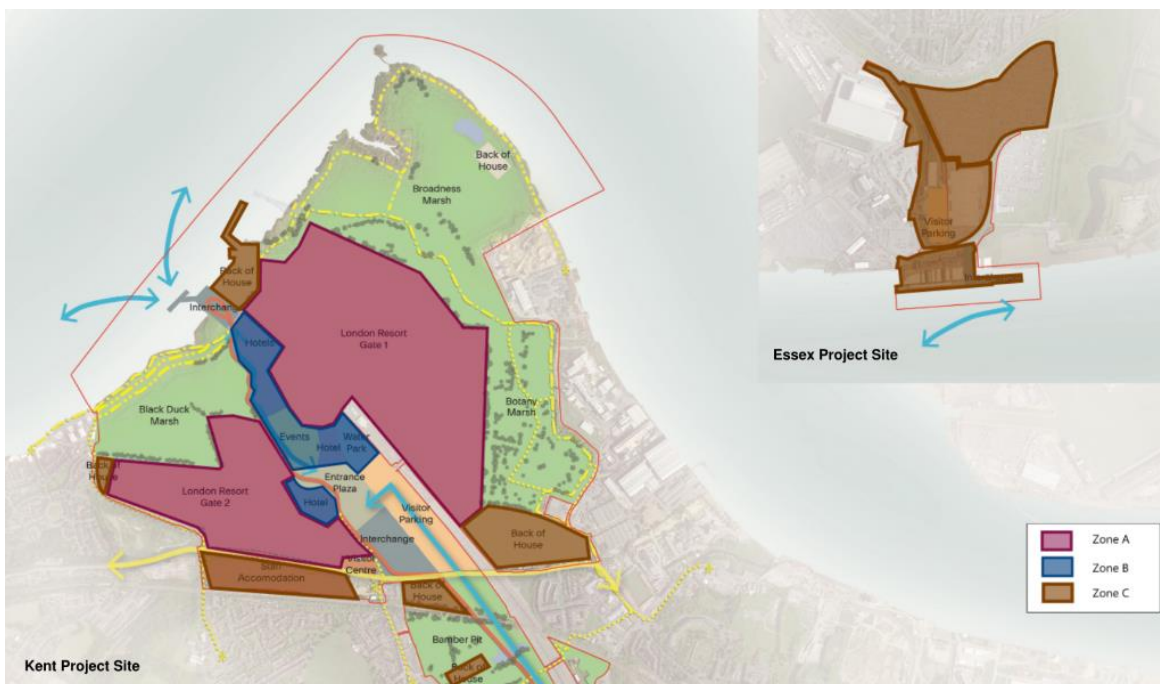 Back of
House
Broadness
Marsh
Back of
House
Interchang
London Resort
Gate 1
Hotels
Black Duck
Marsh
Botany
Marsh
Events
Hotel
Water
Park
Back of
House
London Resort
Gate 2
Entrance
Plaza
Hotel
Visitor
Parking
Interchange
Back of
House
Staff
Accomodation
Visitor
Centre
Back of
House
Bamber Pit
Back of
House
Kent Project Site
Visitor
Parking
Essex Project Site
Zone A
Zone B
Zone C